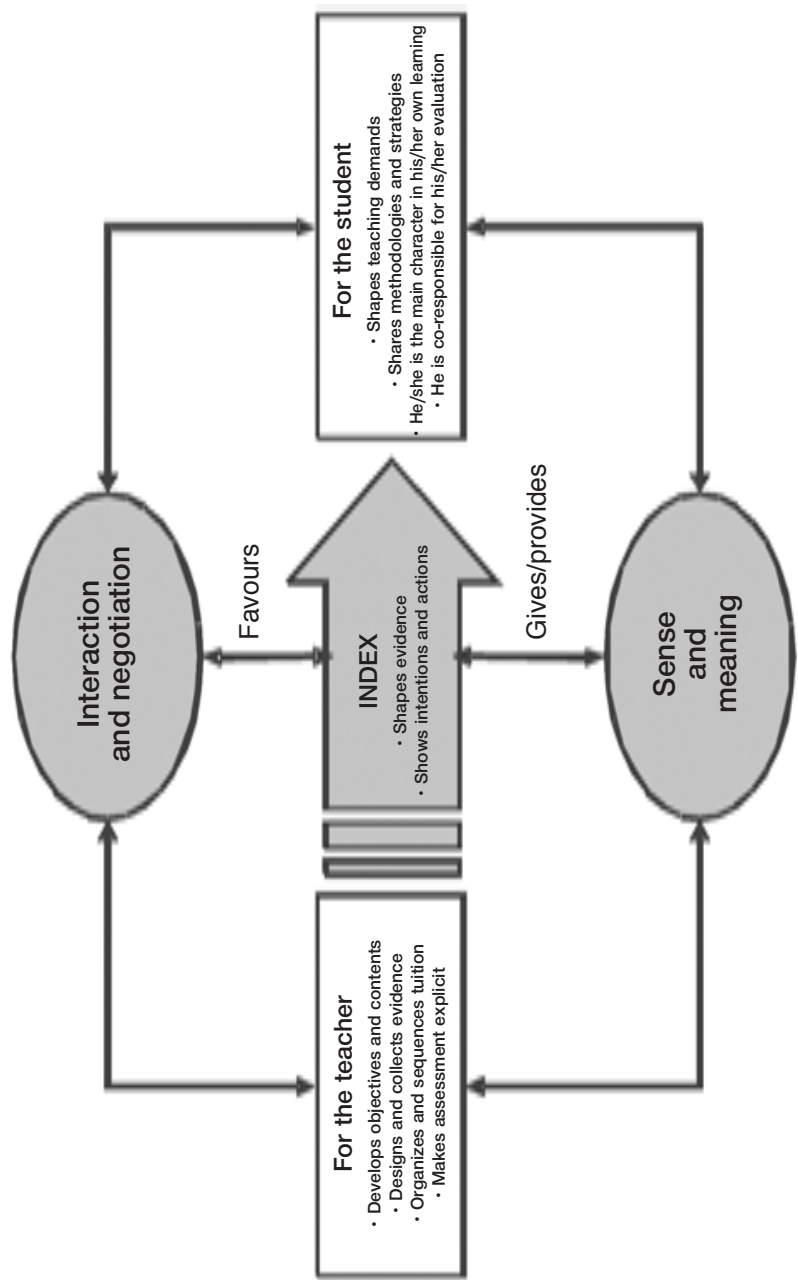 Interaction
and negotiation
Favours
For the teacher
· Develops objectives and contents
· Designs and collects evidence
· Organizes and sequences tuition
· Makes assessment explicit
INDEX
· Shapes evidence
· Shows intentions and actions
For the student
· Shapes teaching demands
· Shares methodologies and strategies
· He/she is the main character in his/her own learning
· He is co-responsible for his/her evaluation
Gives/provides
Sense
and
meaning